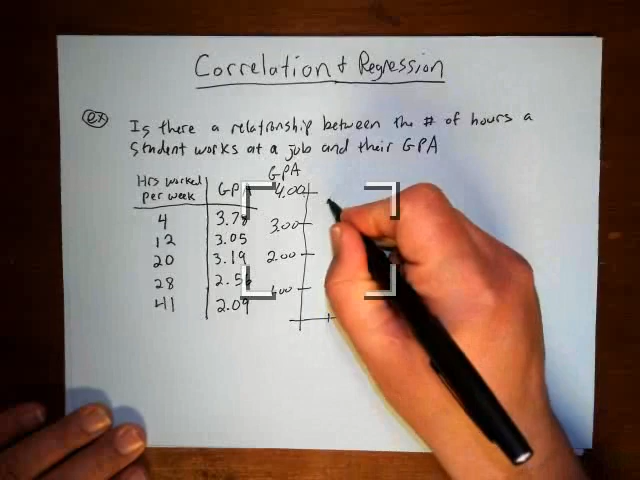 Correlation & Regression
ex Is there a relationship between the # of hours a
student works at a job and their GPA
Hrs worked per week GPA
4 3.78
12 3.05
20 3.19
28 2.56
41 2.09
GPA
4.00
3.00
2.00
1.00